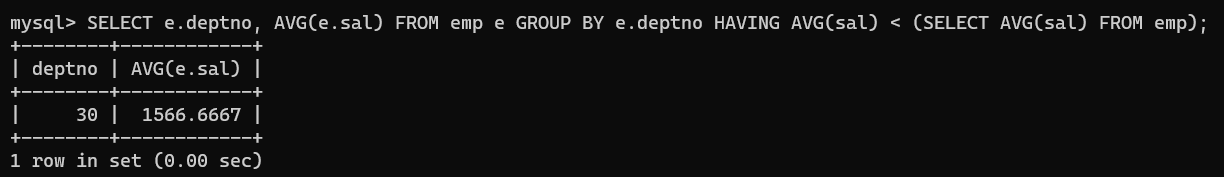 mysql> SELECT e.deptno, AVG(e.sal) FROM emp e GROUP BY e.deptno HAVING AVG(sal) < (SELECT AVG(sal) FROM emp);
+--------+------------+
| deptno | AVG(e.sal) |
+--------+------------+
|     30 |  1566.6667 |
+--------+------------+
1 row in set (0.00 sec)